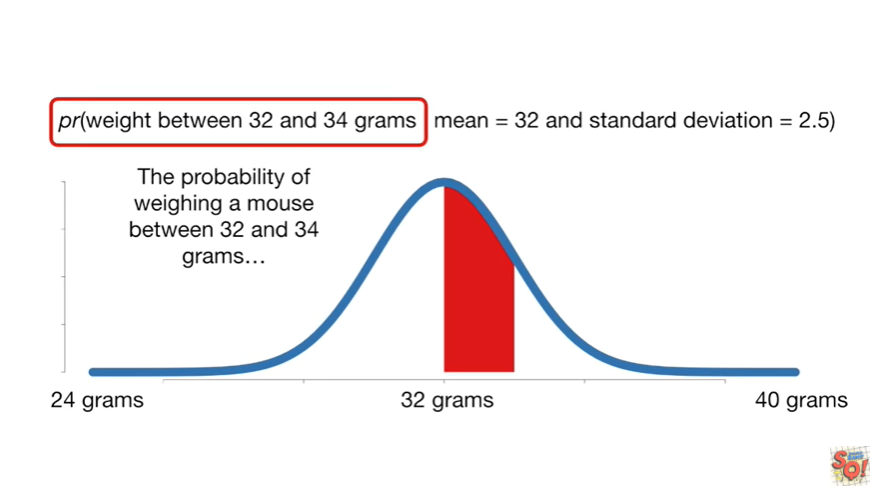 pr(weight between 32 and 34 grams mean = 32 and standard deviation = 2.5)
The probability of
weighing a mouse
between 32 and 34
grams...
24 grams
32 grams
40 grams
SQ!